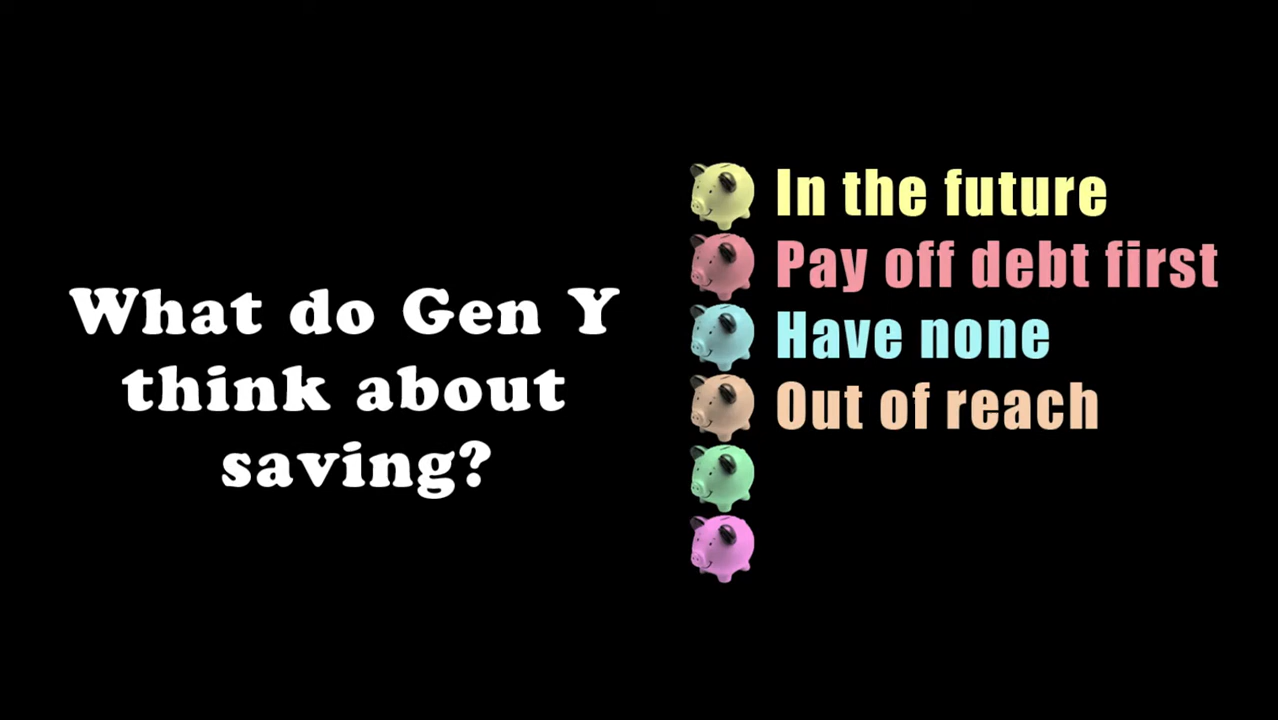 What do Gen Y
think about
saving?
In the future
Pay off debt first
Have none
Out of reach